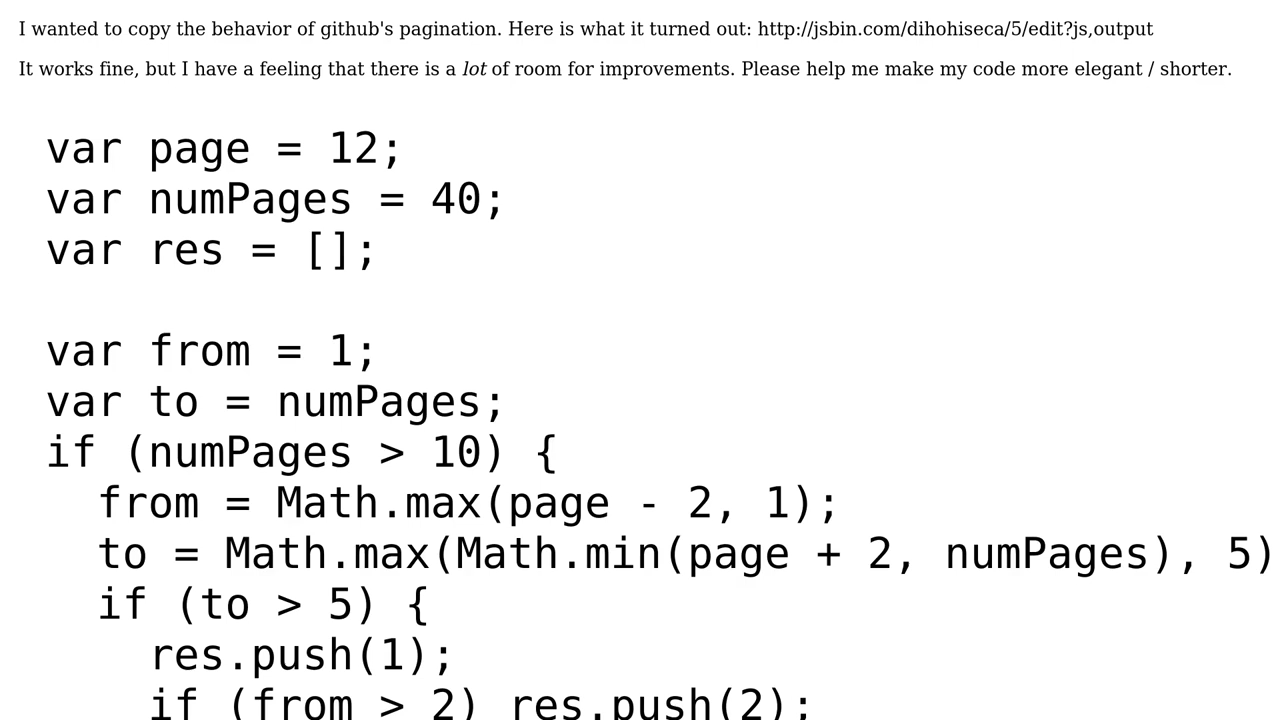 I wanted to copy the behavior of github's pagination. Here is what it turned out: http://jsbin.com/dihohiseca/5/edit?js,output
It works fine, but I have a feeling that there is a lot of room for improvements. Please help me make my code more elegant / shorter.
var page = 12;
var numPages = 40;
var res = [];
var from = 1;
var to = numPages;
if (numPages > 10) {
  from = Math.max(page - 2, 1);
  to = Math.max(Math.min(page + 2, numPages), 5)
  if (to > 5) {
    res.push(1);
    if (from > 2) res.push(2);